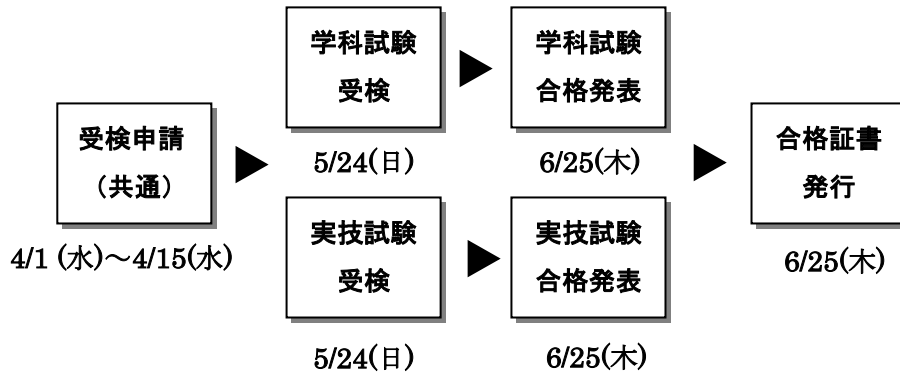 受検申請
（共通）
4/1 (水)～4/15(水)
学科試験
受検
5/24(日)
学科試験
合格発表
6/25(木)
実技試験
受検
5/24(日)
実技試験
合格発表
6/25(木)
合格証書
発行
6/25(木)